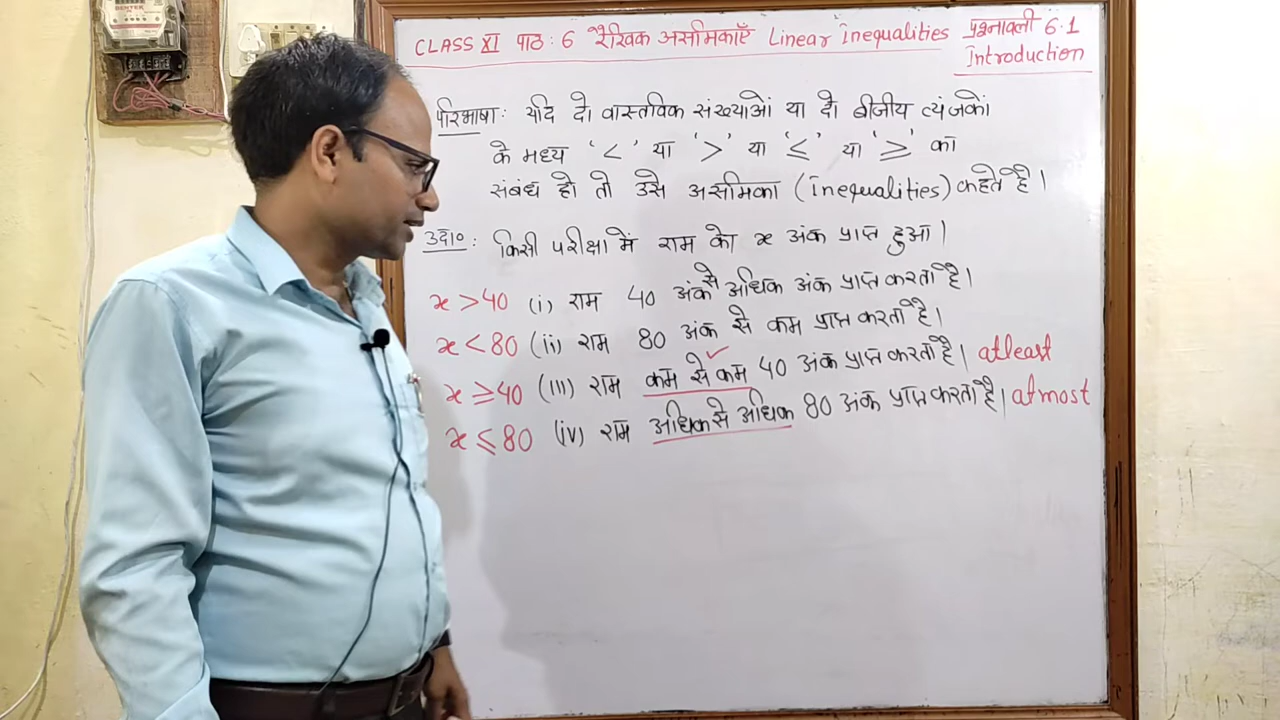 CLASS XI पाठ: 6 रैखिक असमिकाएँ Linear Inequalities प्रश्नावली 6.1
Introduction
परिभाषा: यदि दो वास्तविक संख्याओं या दो बीजीय व्यंजकों
के मध्य '<' या '>' या '≤' या '≥' का
संबंध हो तो उसे असमिका (inequalities) कहते है।
उदा०: किसी परीक्षा में राम को x अंक प्राप्त हुआ।
x > 40 (i) राम 40 अंक से अधिक अंक प्राप्त करता है।
x < 80 (ii) राम 80 अंक से कम प्राप्त करता है।
x ≥ 40 (iii) राम कम से कम 40 अंक प्राप्त करता है। atleast
x ≤ 80 (iv) राम अधिक से अधिक 80 अंक प्राप्त करता है। atmost